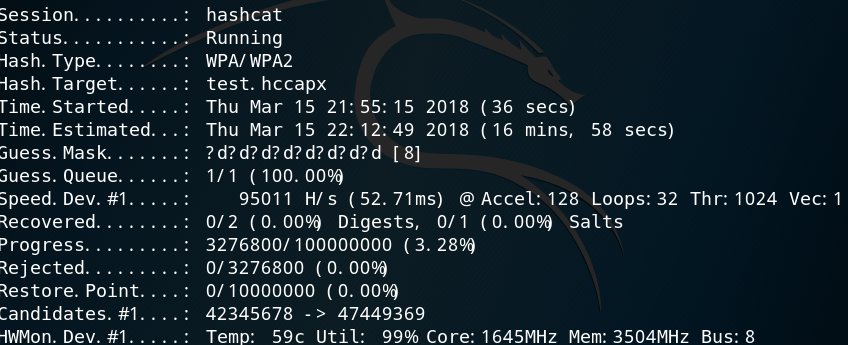 Session..........: hashcat
Status...........: Running
Hash.Type........: WPA/WPA2
Hash.Target......: test.hccapx
Time.Started.....: Thu Mar 15 21:55:15 2018 (36 secs)
Time.Estimated...: Thu Mar 15 22:12:49 2018 (16 mins, 58 secs)
Guess.Mask.......: ?d?d?d?d?d?d?d?d [8]
Guess.Queue......: 1/1 (100.00%)
Speed.Dev.#1.....:    95011 H/s (52.71ms) @ Accel:128 Loops:32 Thr:1024 Vec:1
Recovered........: 0/2 (0.00%) Digests, 0/1 (0.00%) Salts
Progress.........: 3276800/100000000 (3.28%)
Rejected.........: 0/3276800 (0.00%)
Restore.Point....: 0/10000000 (0.00%)
Candidates.#1....: 42345678 -> 47449369
HWMon.Dev.#1.....: Temp: 59c Util: 99% Core:1645MHz Mem:3504MHz Bus:8